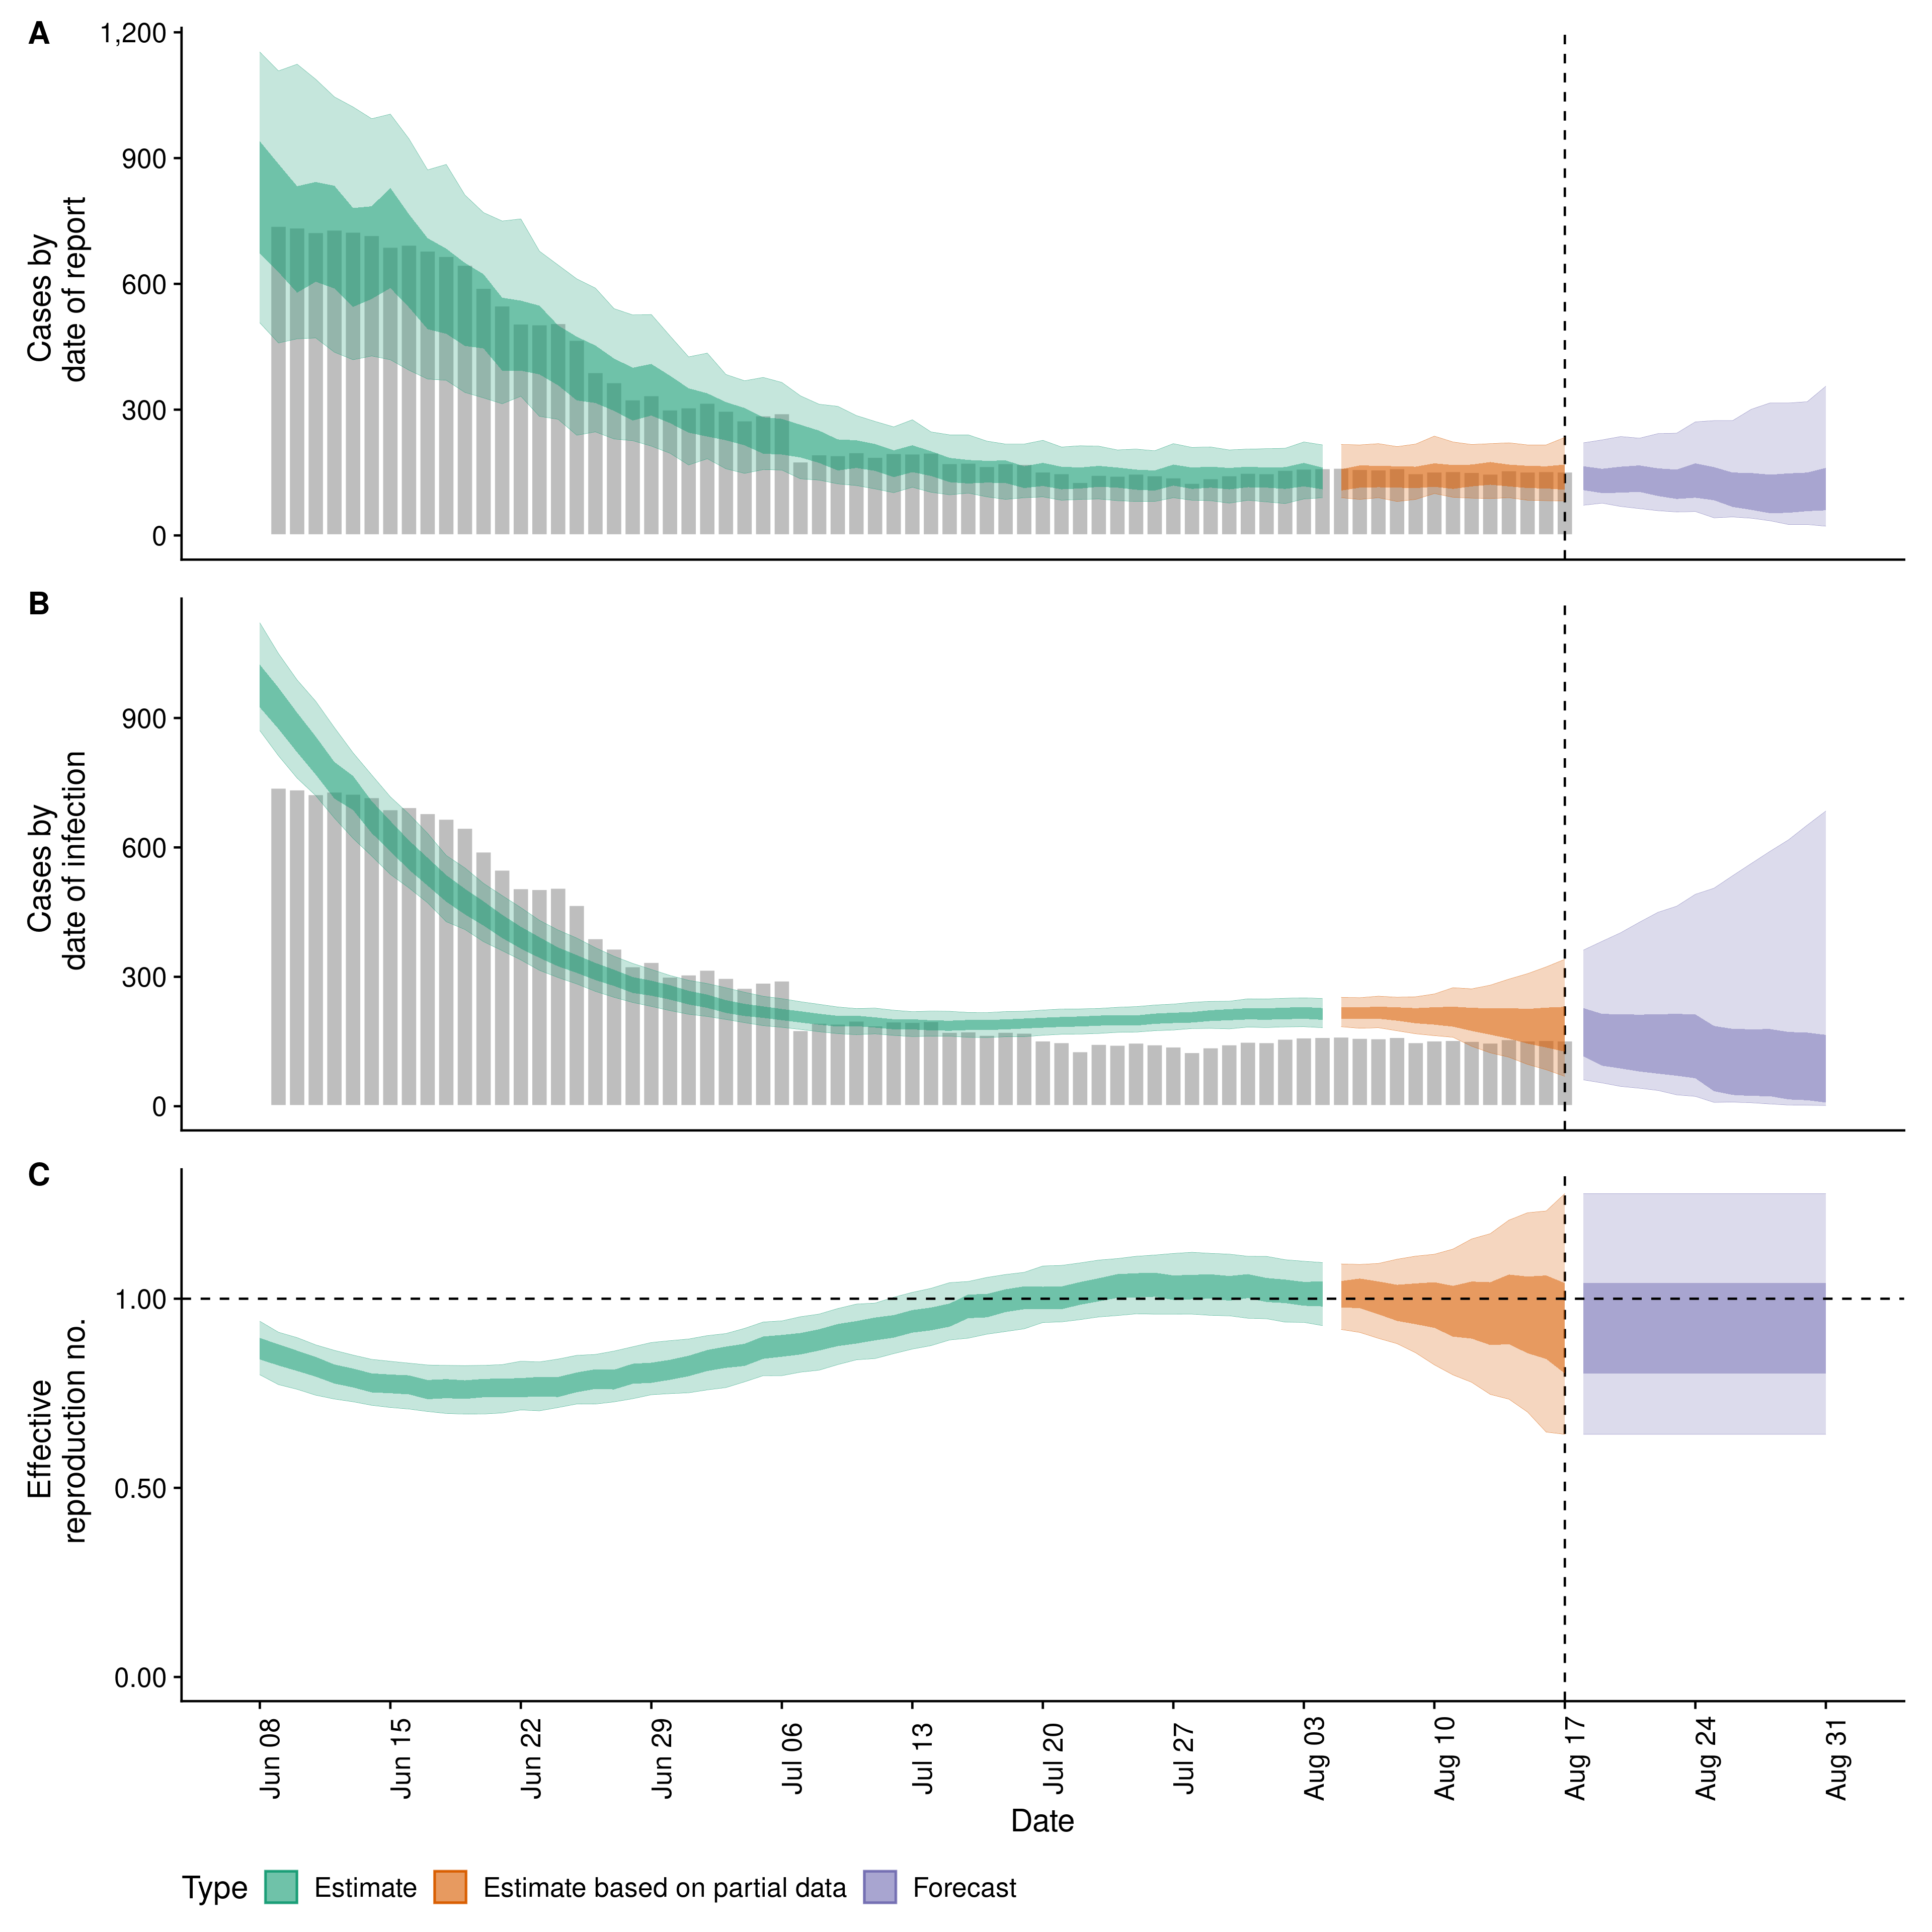 A
1,200
900
600
300
0
Cases by
date of report
B
900
600
300
0
Cases by
date of infection
C
1.00
0.50
0.00
Effective
reproduction no.
Jun 08
Jun 15
Jun 22
Jun 29
Jul 06
Jul 13
Jul 20
Jul 27
Aug 03
Aug 10
Aug 17
Aug 24
Aug 31
Date
Type Estimate Estimate based on partial data Forecast